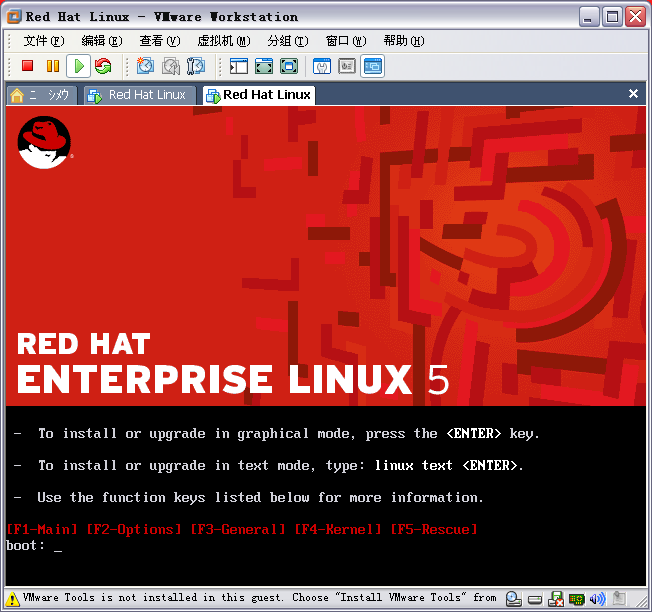 Red Hat Linux - VMware Workstation
文件(F) 编辑(E) 查看(V) 虚拟机(M) 分组(T) 窗口(W) 帮助(H)
Red Hat Linux Red Hat Linux
RED HAT
ENTERPRISE LINUX 5
- To install or upgrade in graphical mode, press the <ENTER> key.
- To install or upgrade in text mode, type: linux text <ENTER>.
- Use the function keys listed below for more information.
[F1-Main] [F2-Options] [F3-General] [F4-Kernel] [F5-Rescue]
boot: _
VMware Tools is not installed in this guest. Choose "Install VMware Tools" from